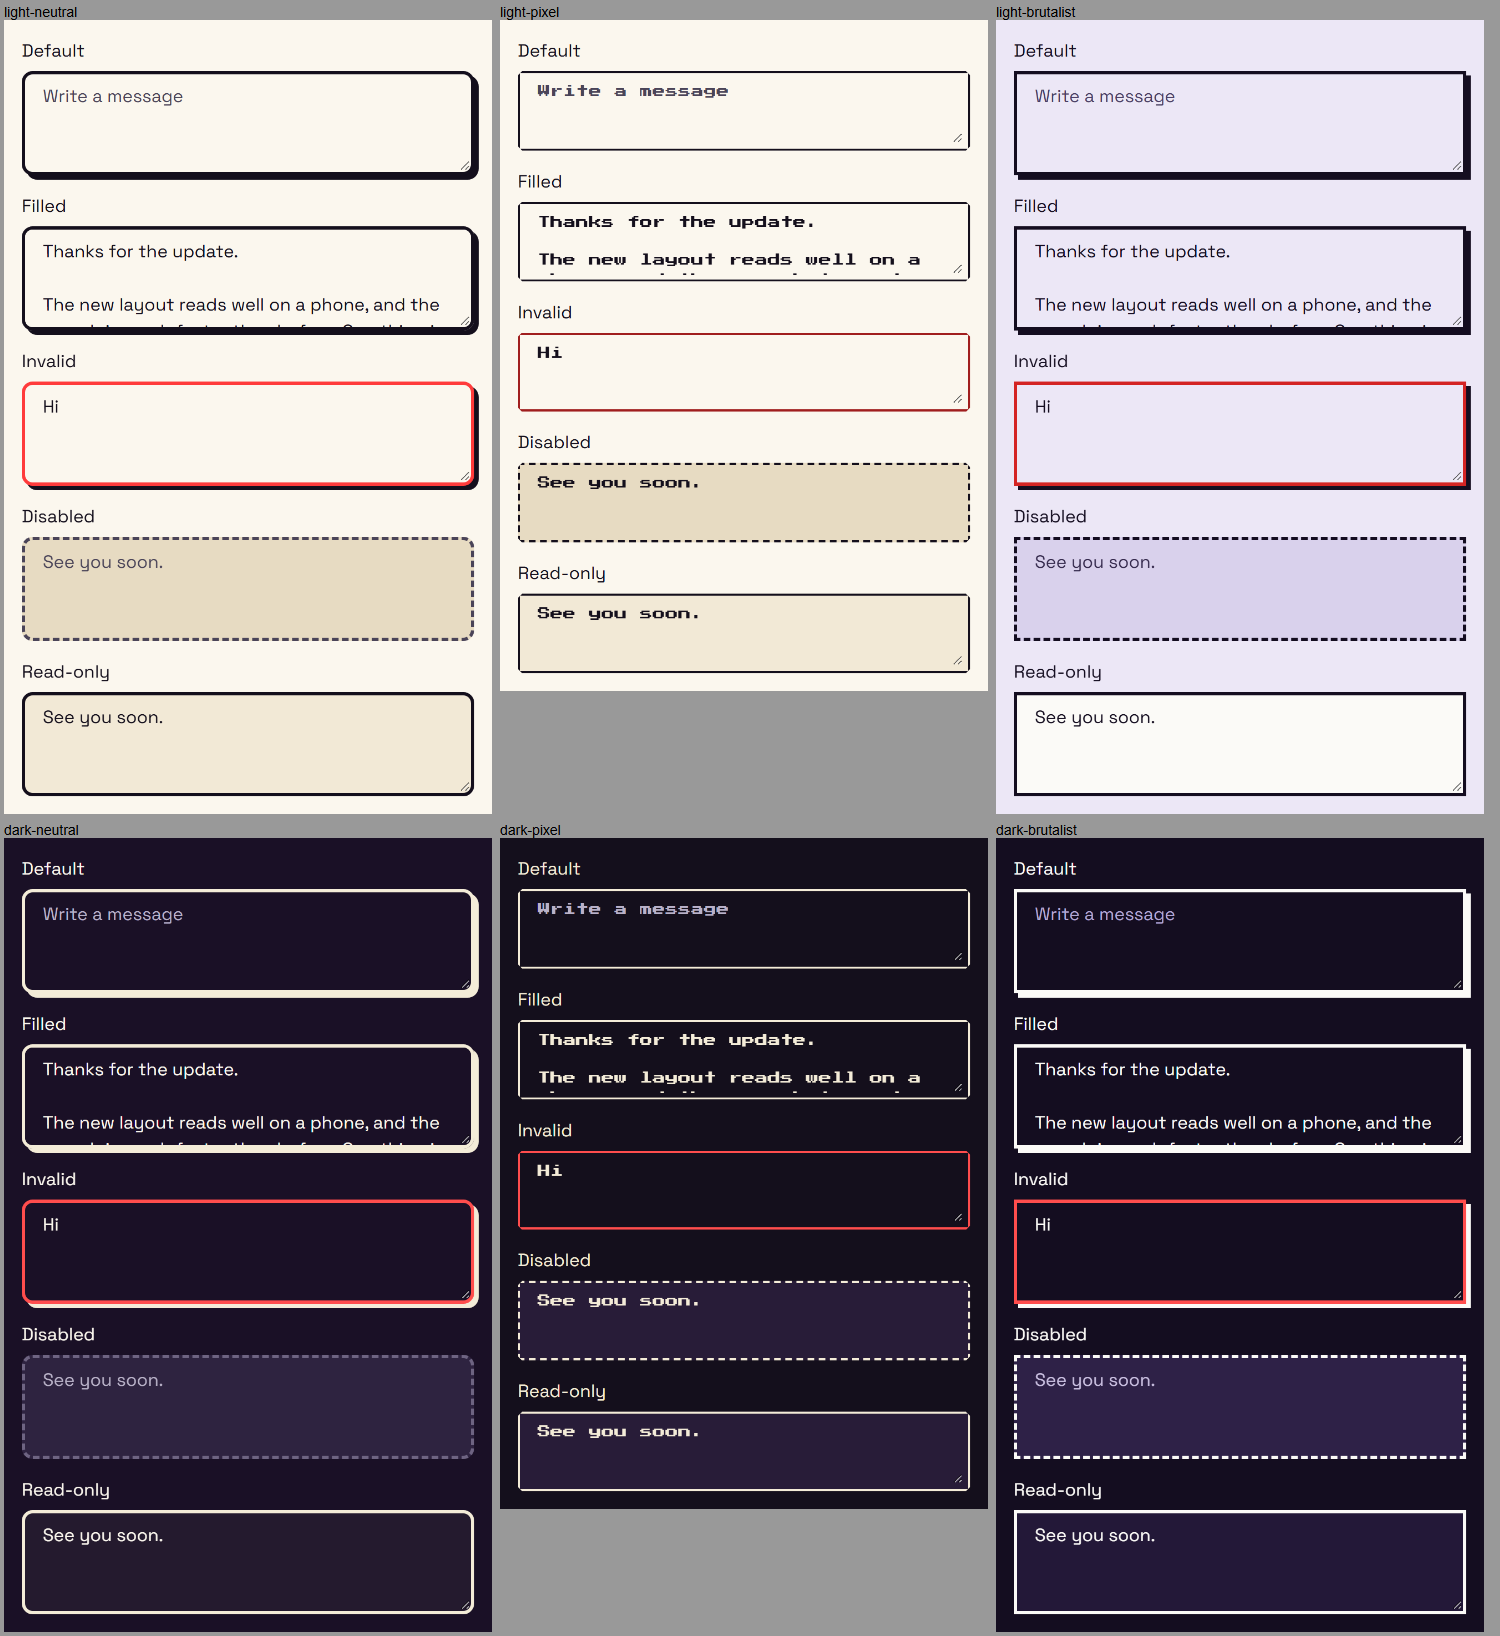 light-neutral
Default
Write a message
Filled
Thanks for the update.
The new layout reads well on a phone, and the
Invalid
Hi
Disabled
See you soon.
Read-only
See you soon.
light-pixel
Default
Write a message
Filled
Thanks for the update.
The new layout reads well on a
Invalid
Hi
Disabled
See you soon.
Read-only
See you soon.
light-brutalist
Default
Write a message
Filled
Thanks for the update.
The new layout reads well on a phone, and the
Invalid
Hi
Disabled
See you soon.
Read-only
See you soon.
dark-neutral
Default
Write a message
Filled
Thanks for the update.
The new layout reads well on a phone, and the
Invalid
Hi
Disabled
See you soon.
Read-only
See you soon.
dark-pixel
Default
Write a message
Filled
Thanks for the update.
The new layout reads well on a
Invalid
Hi
Disabled
See you soon.
Read-only
See you soon.
dark-brutalist
Default
Write a message
Filled
Thanks for the update.
The new layout reads well on a phone, and the
Invalid
Hi
Disabled
See you soon.
Read-only
See you soon.